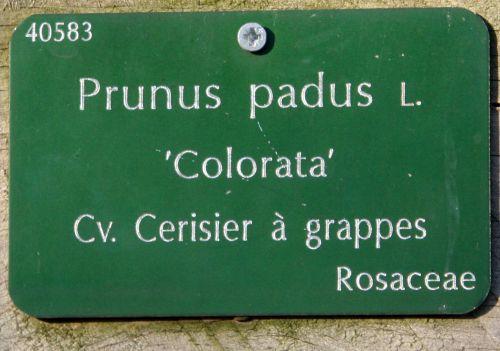 40583
Prunus padus L.
'Colorata'
Cv. Cerisier à grappes
Rosaceae